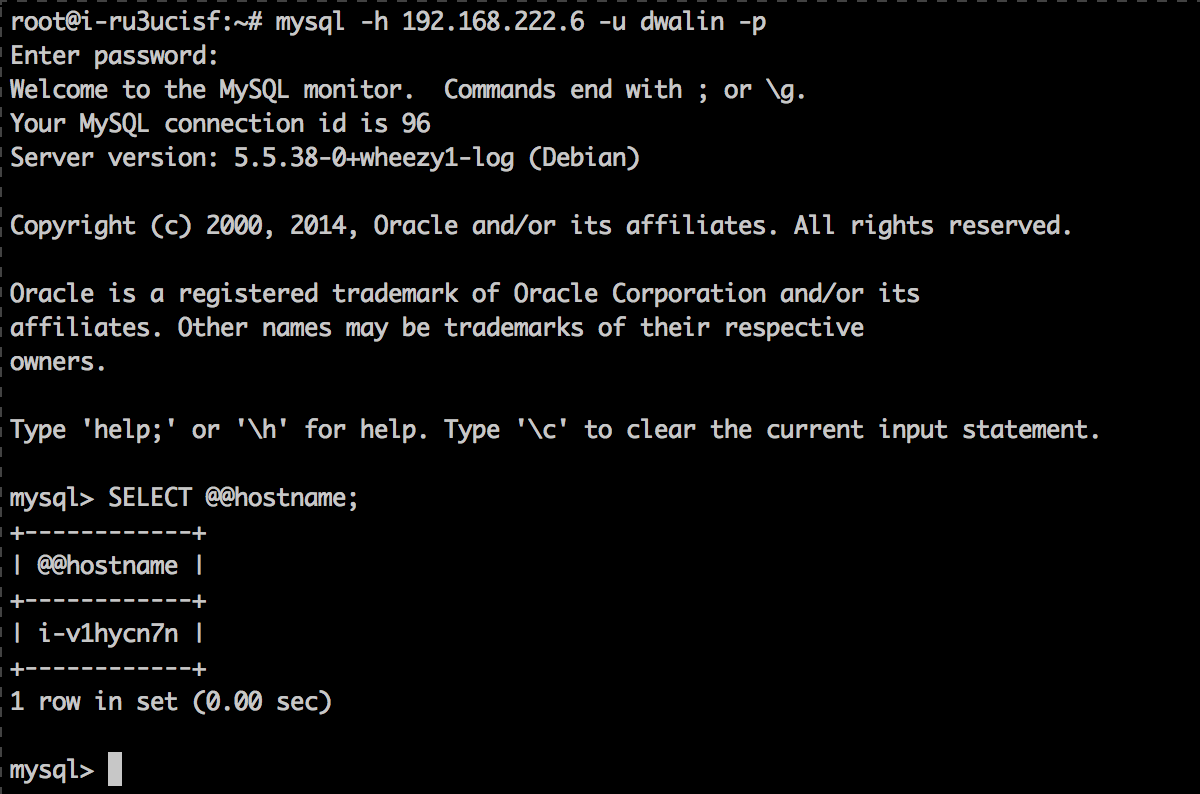 root@i-ru3ucisf:~# mysql -h 192.168.222.6 -u dwalin -p
Enter password:
Welcome to the MySQL monitor.  Commands end with ; or \g.
Your MySQL connection id is 96
Server version: 5.5.38-0+wheezy1-log (Debian)

Copyright (c) 2000, 2014, Oracle and/or its affiliates. All rights reserved.

Oracle is a registered trademark of Oracle Corporation and/or its
affiliates. Other names may be trademarks of their respective
owners.

Type 'help;' or '\h' for help. Type '\c' to clear the current input statement.

mysql> SELECT @@hostname;
+------------+
| @@hostname |
+------------+
| i-v1hycn7n |
+------------+
1 row in set (0.00 sec)

mysql>